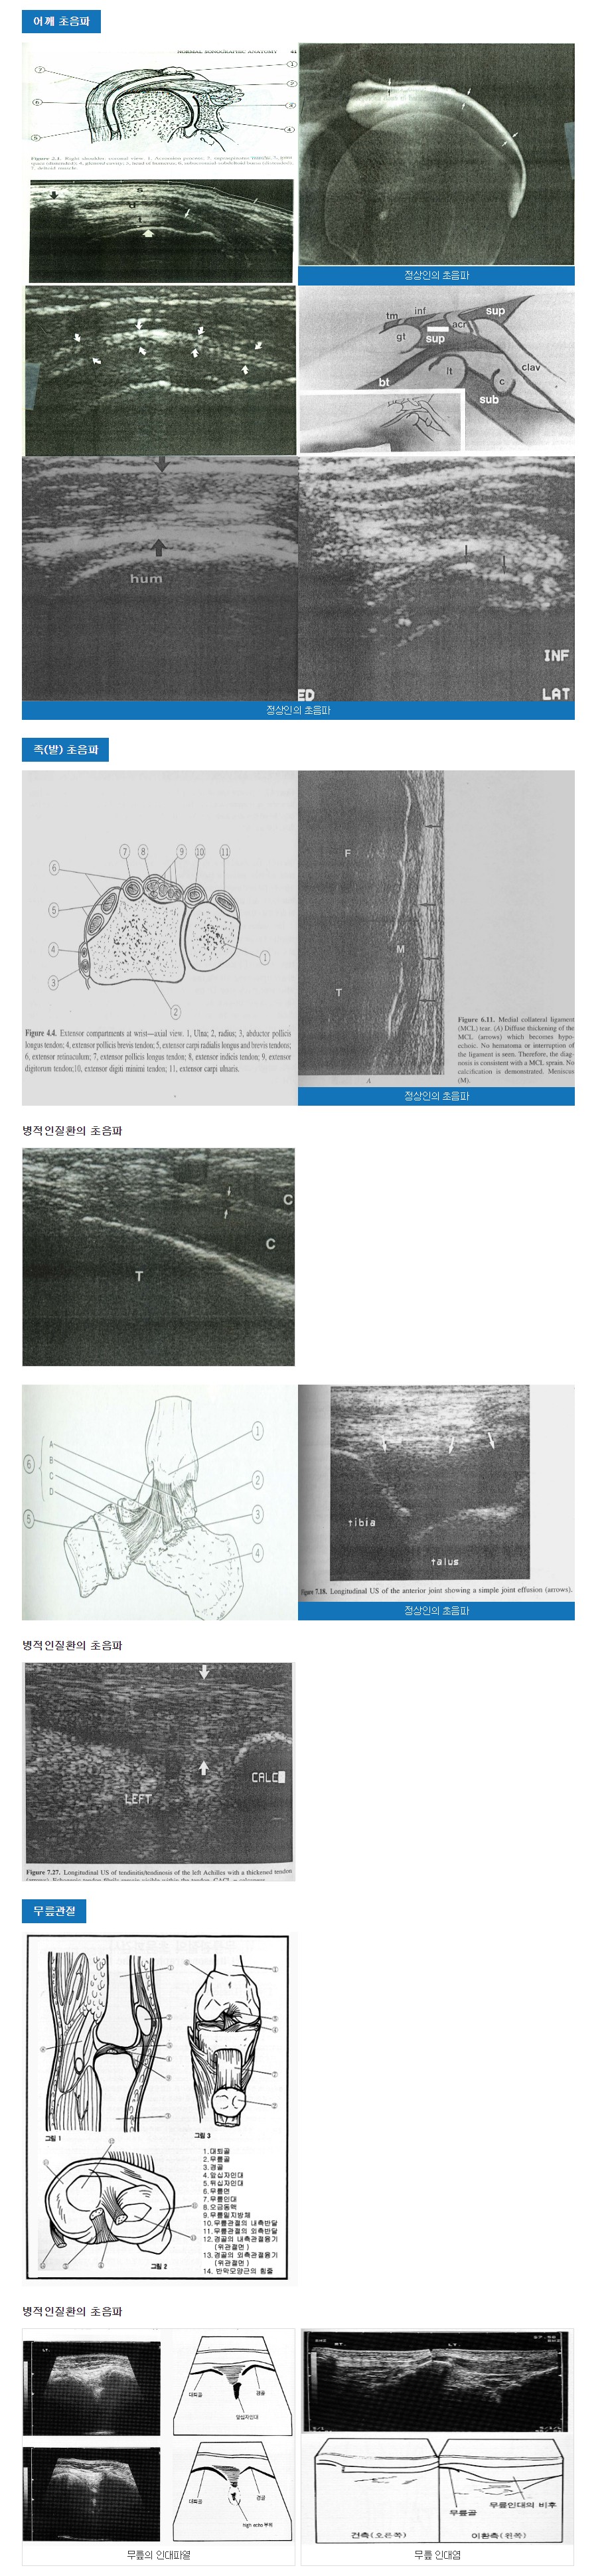 어깨 초음파
NORMAL SONOGRAPHIC ANATOMY 41
1
2
3
4
5
6
7
Figure 2.1. Right shoulder, coronal view. 1, Acromion process; 2, supraspinatus tendon; 3, joint
space (distended); 4, glenoid cavity; 5, head of humerus; 6, subacromial-subdeltoid bursa (distended);
7, deltoid muscle.
정상인의 초음파
tm
inf
acr
sup
gt
sup
lt
clav
bt
c
sub
hum
INF
ED
LAT
정상인의 초음파
족(발) 초음파
6
7
8
9
10
11
5
4
3
1
2
Figure 4.4. Extensor compartments at wrist—axial view. 1, Ulna; 2, radius; 3, abductor pollicis
longus tendon; 4, extensor pollicis brevis tendon; 5, extensor carpi radialis longus and brevis tendons;
6, extensor retinaculum; 7, extensor pollicis longus tendon; 8, extensor indicis tendon; 9, extensor
digitorum tendon;10, extensor digiti minimi tendon; 11, extensor carpi ulnaris.
F
M
T
A
Figure 6.11. Medial collateral ligament
(MCL) tear. (A) Diffuse thickening of the
MCL (arrows) which becomes hypo-
echoic. No hematoma or interruption of
the ligament is seen. Therefore, the diag-
nosis is consistent with a MCL sprain. No
calcification is demonstrated. Meniscus
(M).
정상인의 초음파
병적인질환의 초음파
C
C
T
A
B
C
D
6
5
1
2
3
4
tibia
talus
Figure 7.18. Longitudinal US of the anterior joint showing a simple joint effusion (arrows).
정상인의 초음파
병적인질환의 초음파
CALC
LEFT
Figure 7.27. Longitudinal US of tendinitis/tendinosis of the left Achilles with a thickened tendon
무릎관절
그림 1
그림 3
그림 2
1.대퇴골
2.무릎골
3.경골
4.앞십자인대
5.뒤십자인대
6.무릎면
7.무릎인대
8.오금동맥
9.무릎밑지방체
10.무릎관절의 내측반달
11.무릎관절의 외측반달
12.경골의 내측관절융기
(위관절면)
13.경골의 외측관절융기
(위관절면)
14. 반막모양근의 힘줄
병적인질환의 초음파
대퇴골
경골
앞십자인대
대퇴골
경골
high echo 부위
무릎의 인대파열
무릎인대의 비후
무릎골
건측(오른쪽)
이환측(왼쪽)
무릎 인대염